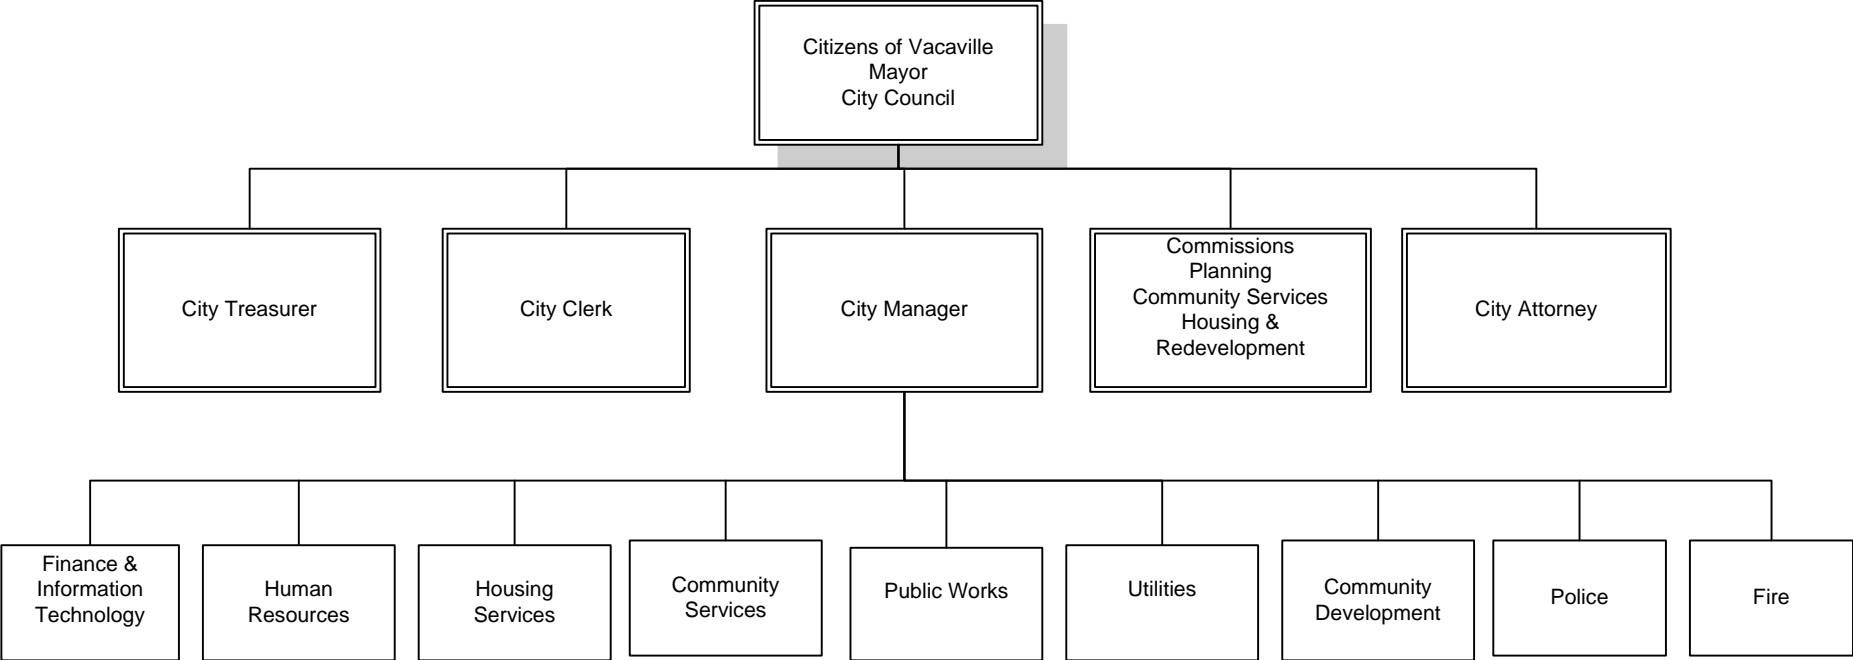 Citizens of Vacaville
Mayor
City Council
City Treasurer
City Clerk
City Manager
Commissions
Planning
Community Services
Housing &
Redevelopment
City Attorney
Finance &
Information
Technology
Human
Resources
Housing
Services
Community
Services
Public Works
Utilities
Community
Development
Police
Fire